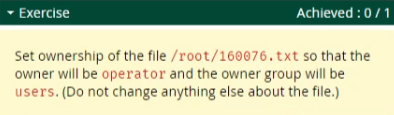 Exercise Achieved : 0 / 1
Set ownership of the file /root/160076.txt so that the
owner will be operator and the owner group will be
users. (Do not change anything else about the file.)